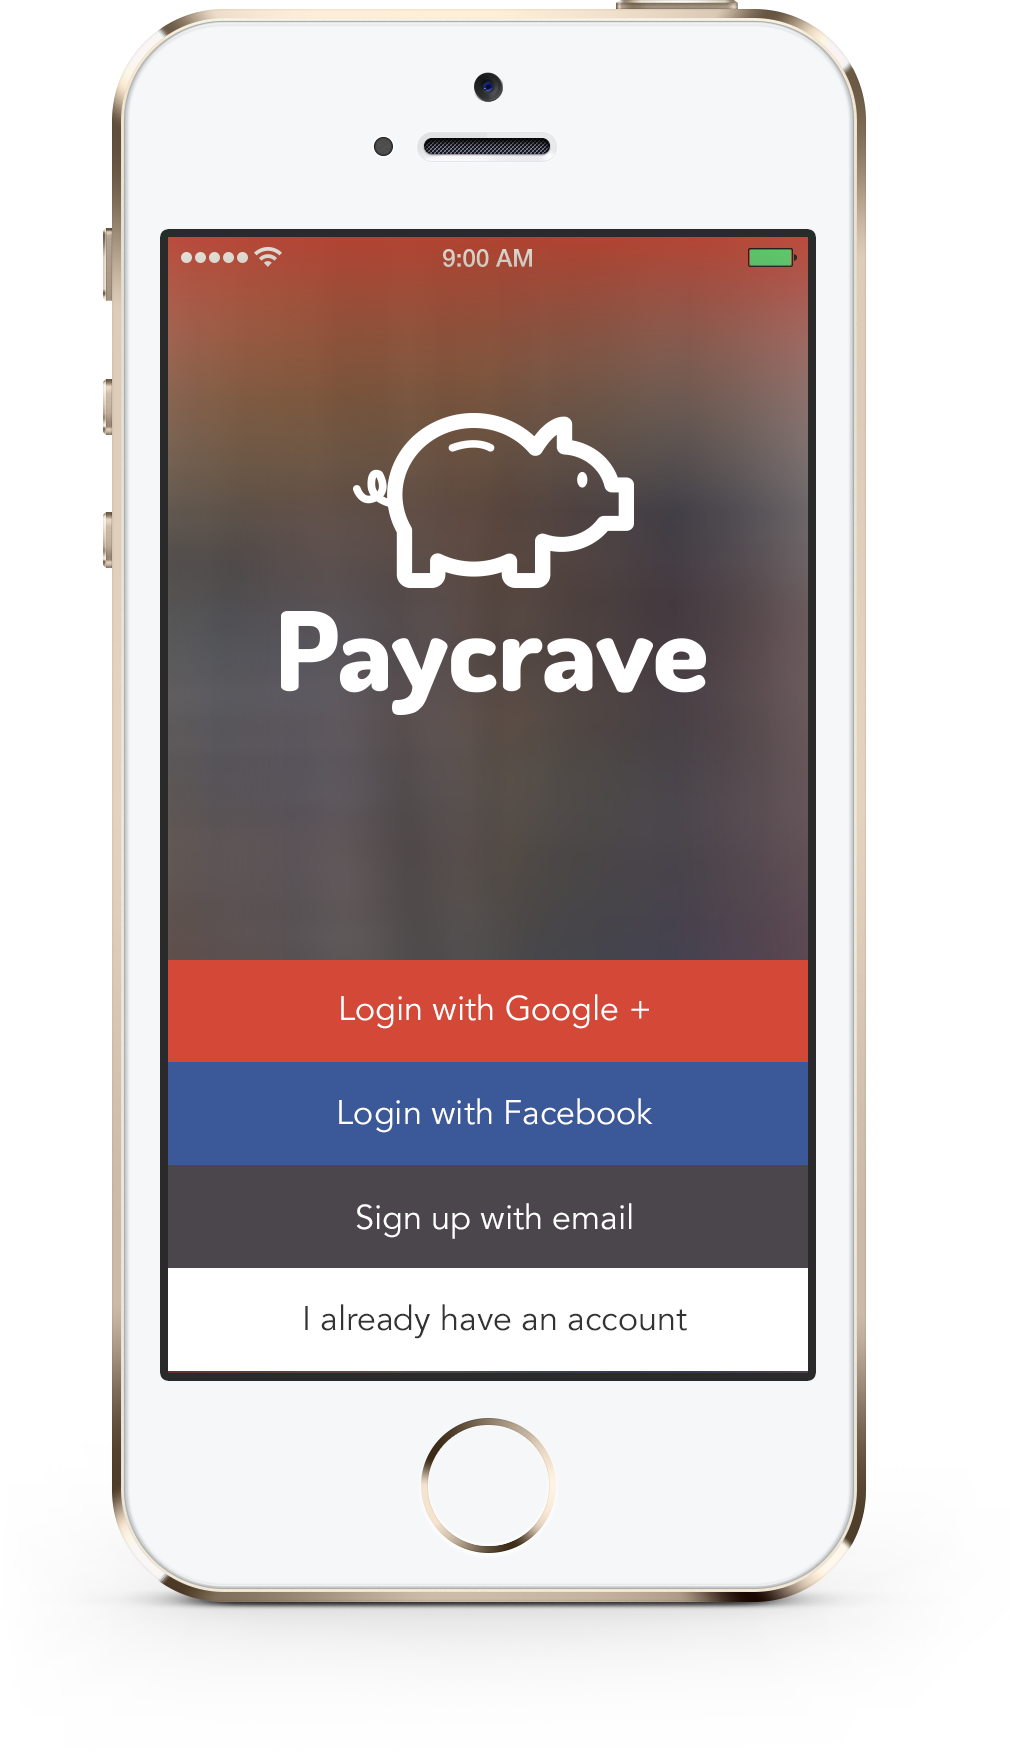 9:00 AM
Paycrave
Login with Google +
Login with Facebook
Sign up with email
I already have an account